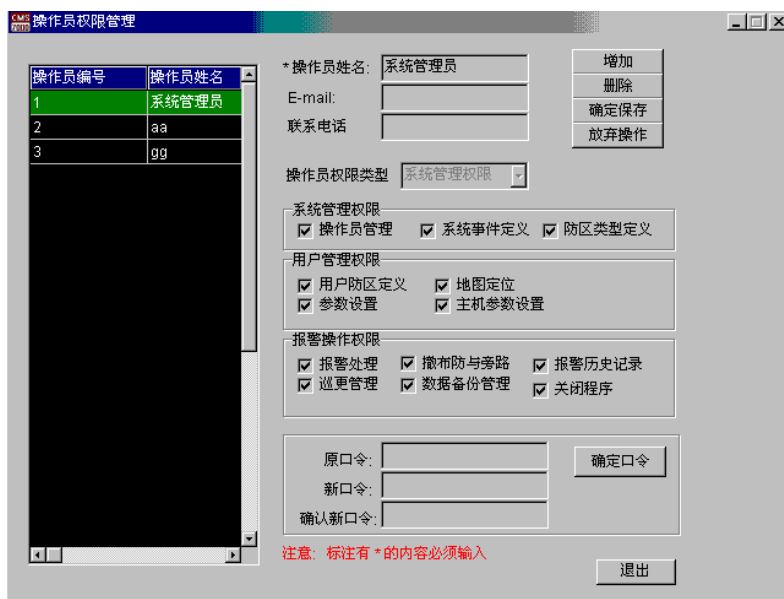 CMS 操作员权限管理
操作员编号 操作员姓名
1 系统管理员
2 aa
3 gg
*操作员姓名: 系统管理员
E-mail:
联系电话
增加
删除
确定保存
放弃操作
操作员权限类型 系统管理权限
系统管理权限
操作员管理 系统事件定义 防区类型定义
用户管理权限
用户防区定义 地图定位
参数设置 主机参数设置
报警操作权限
报警处理 撤布防与旁路 报警历史记录
巡更管理 数据备份管理 关闭程序
原口令:
新口令:
确认新口令:
确定口令
注意: 标注有*的内容必须输入
退出